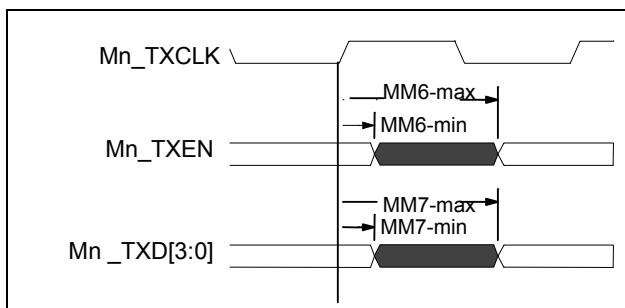 Mn_TXCLK
MM6-max
MM6-min
Mn_TXEN
MM7-max
MM7-min
Mn _TXD[3:0]